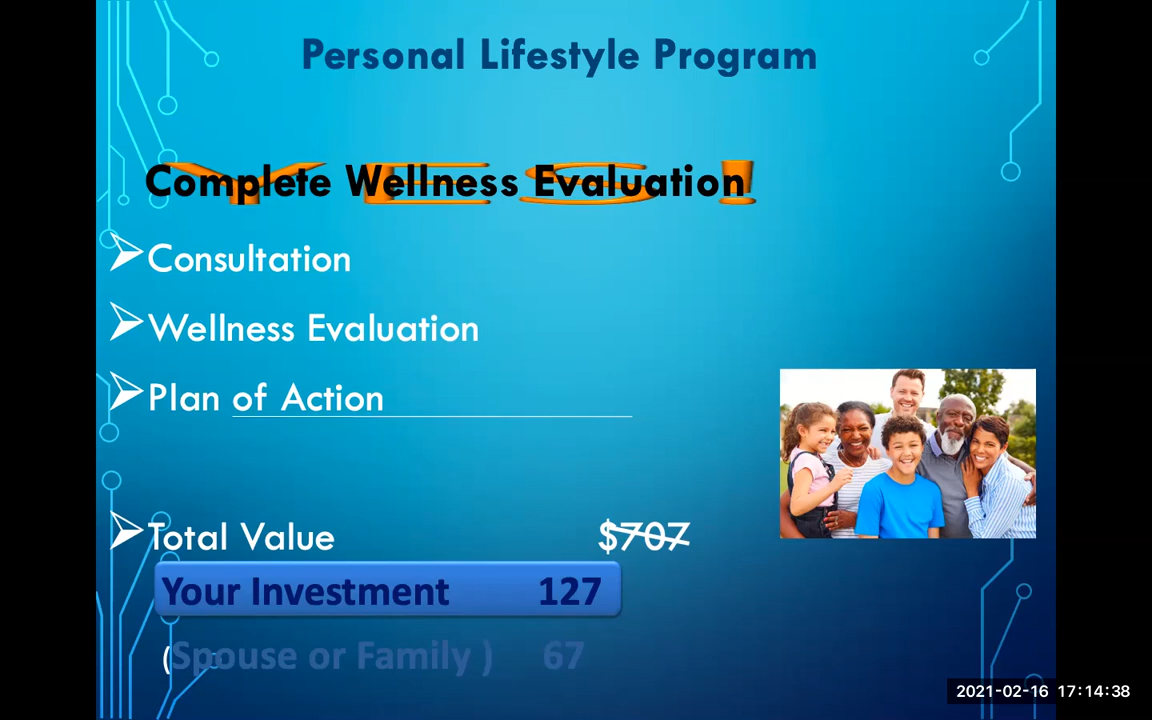 Personal Lifestyle Program
YES!
Complete Wellness Evaluation
Consultation
Wellness Evaluation
Plan of Action
Total Value $707
Your Investment 127
(Spouse or Family ) 67
2021-02-16 17:14:38